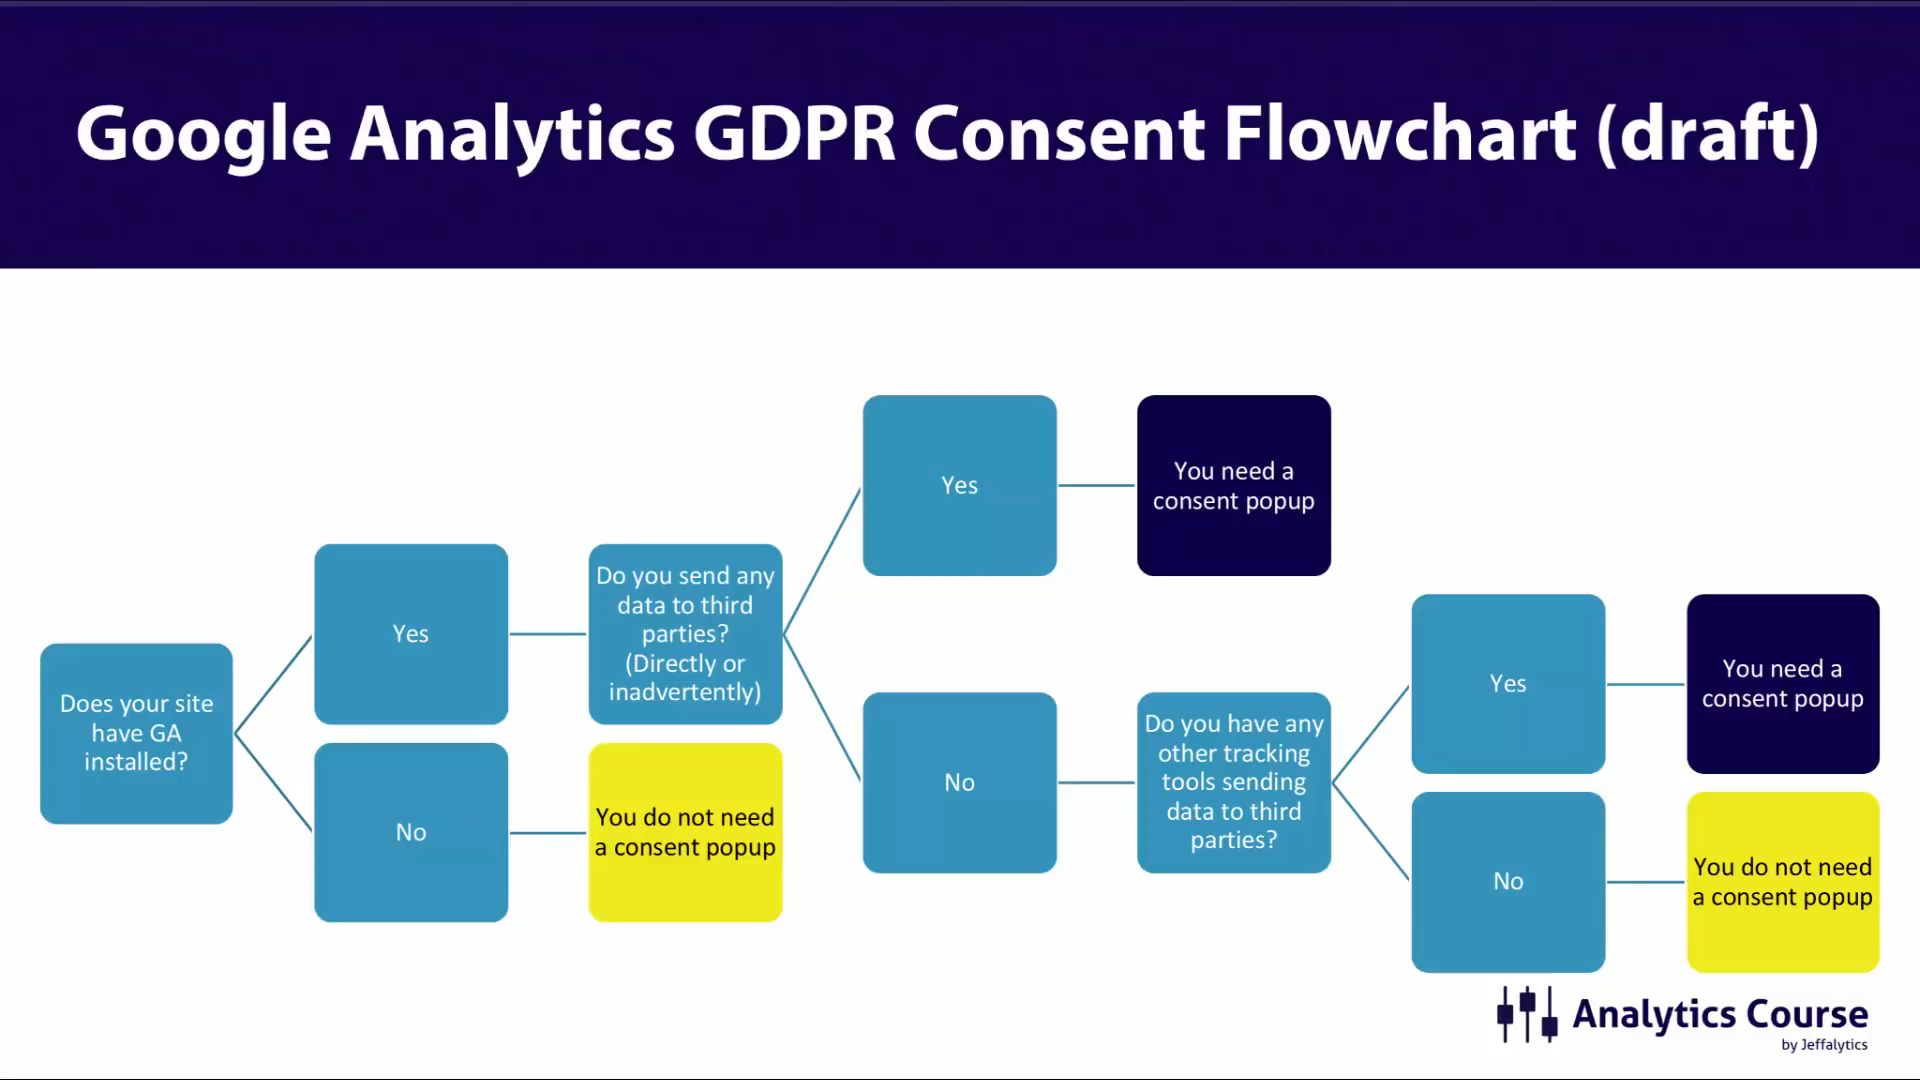 Google Analytics GDPR Consent Flowchart (draft)
Does your site
have GA
installed?
Yes
No
Do you send any
data to third
parties?
(Directly or
inadvertently)
You do not need
a consent popup
Yes
No
You need a
consent popup
Do you have any
other tracking
tools sending
data to third
parties?
Yes
No
You need a
consent popup
You do not need
a consent popup
Analytics Course
by Jeffalytics